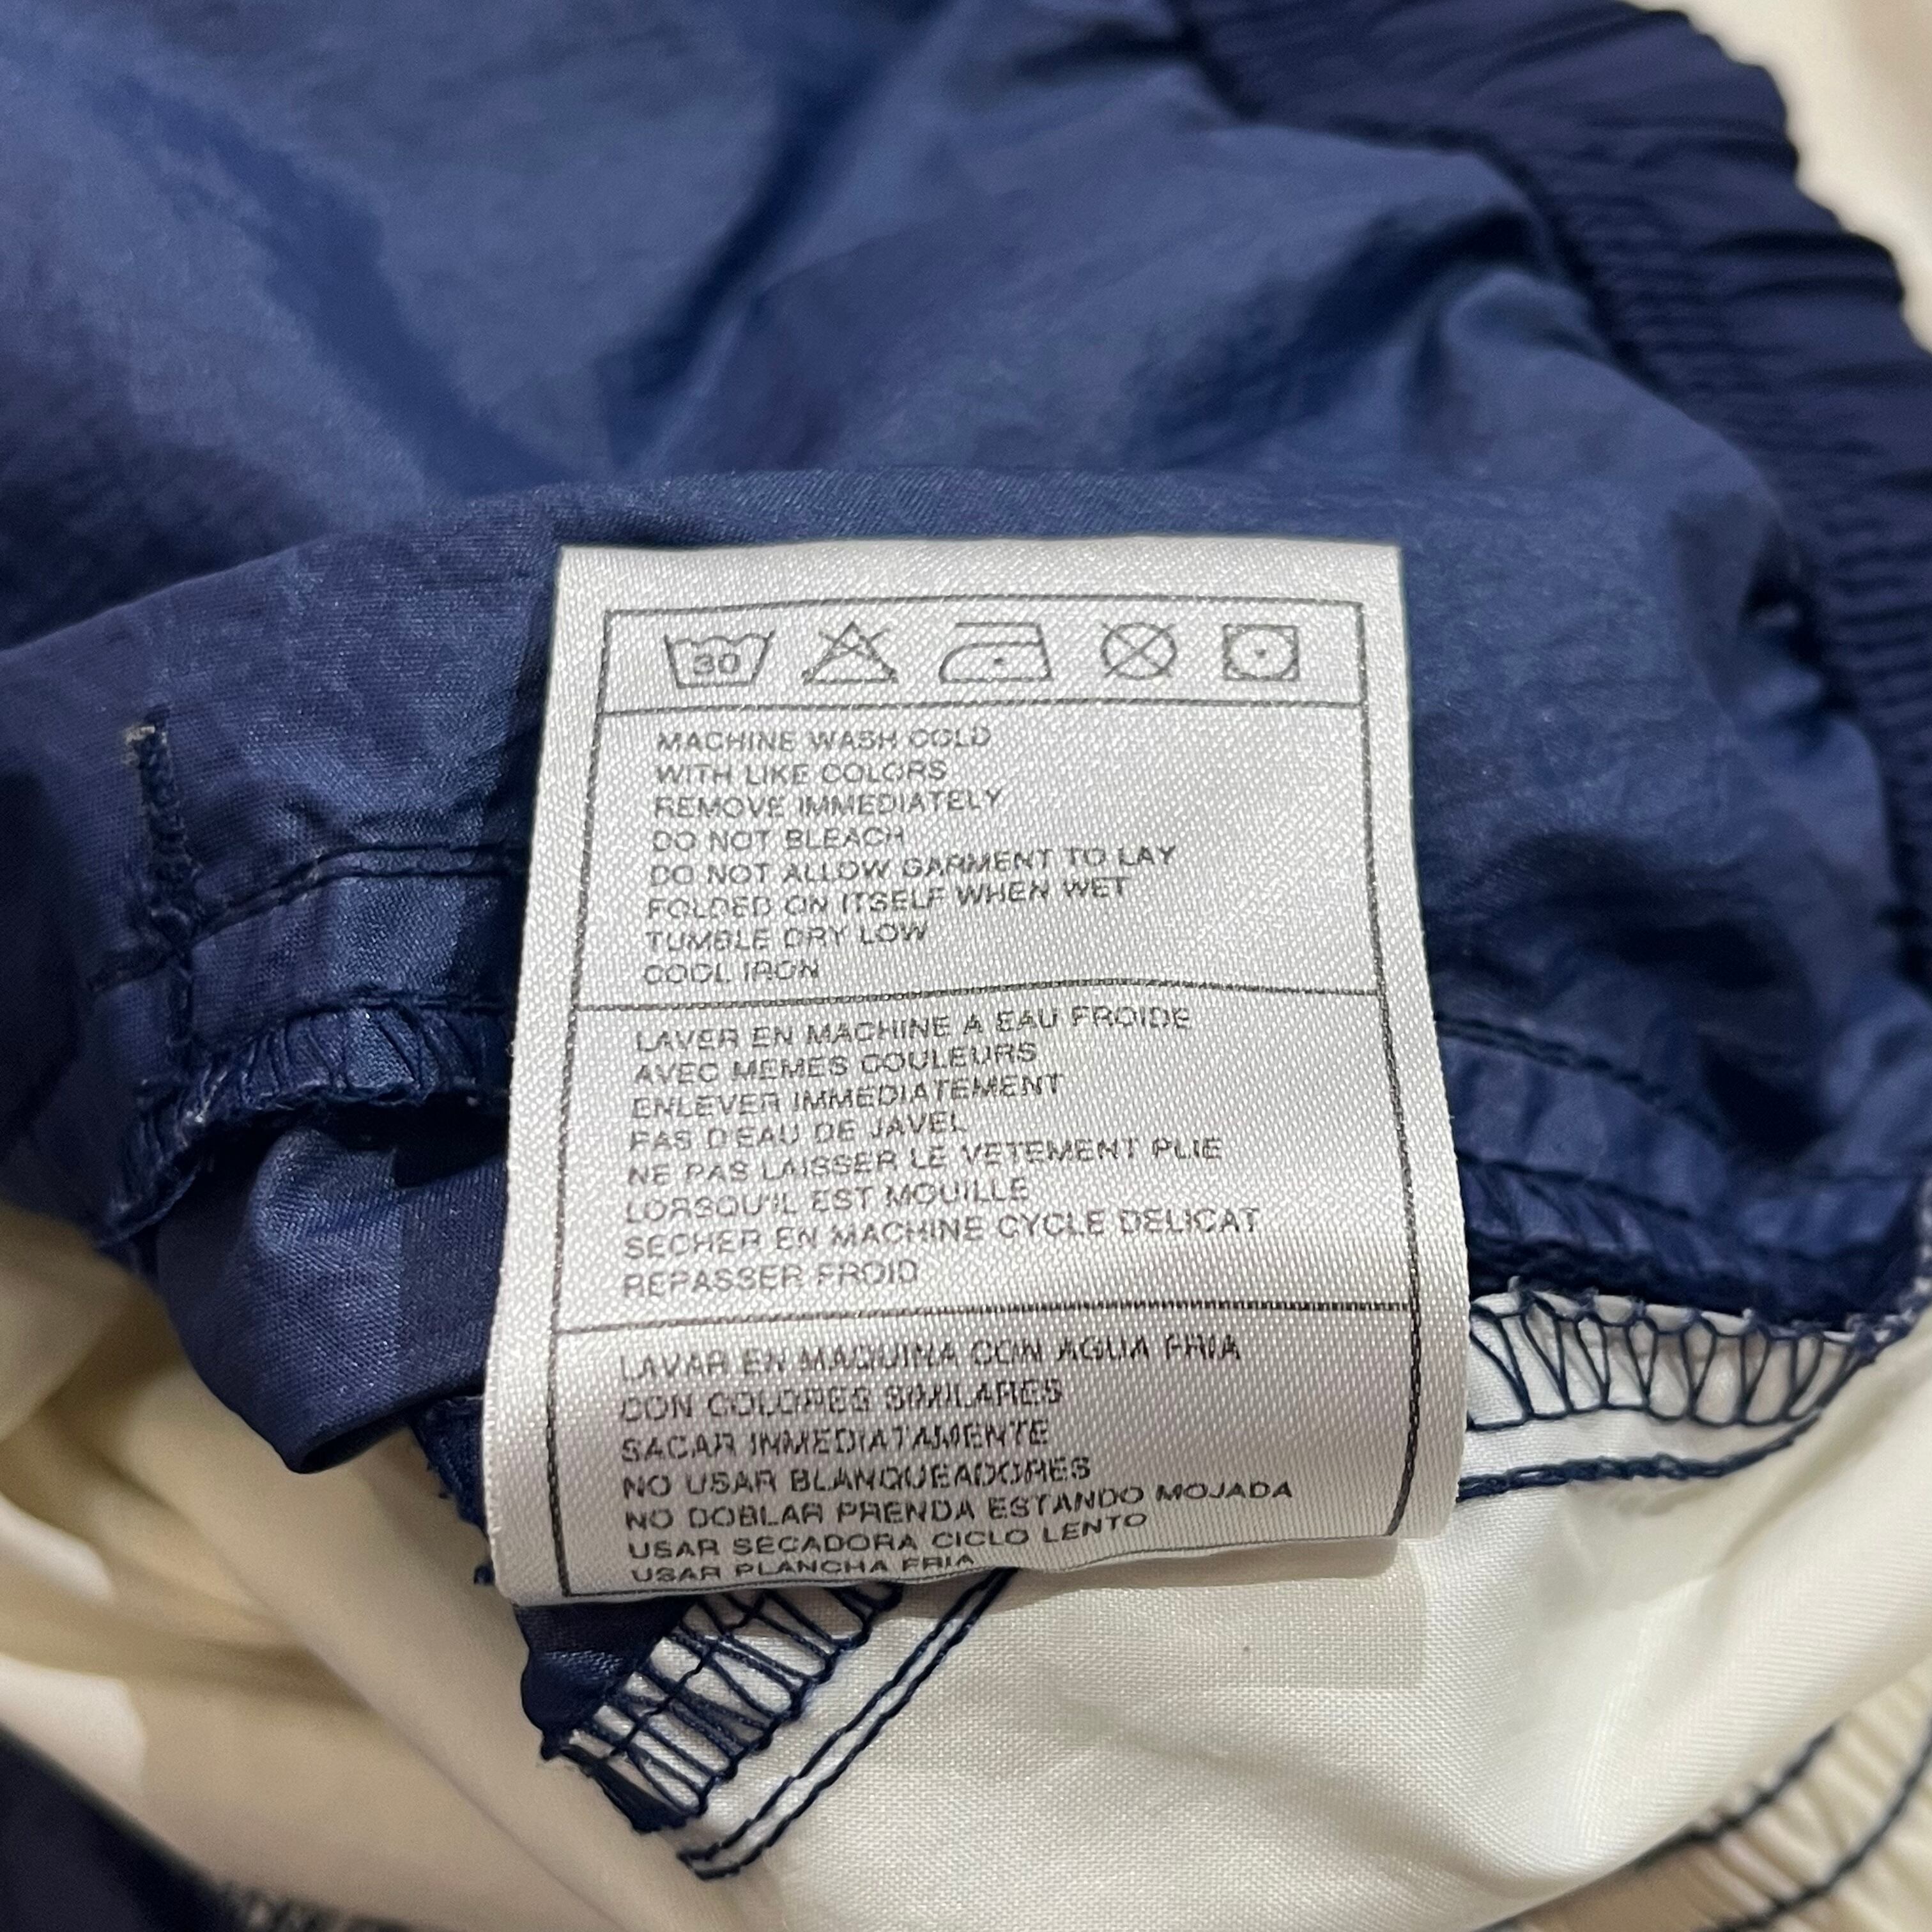 30
MACHINE WASH COLD
WITH LIKE COLORS
REMOVE IMMEDIATELY
DO NOT BLEACH
DO NOT ALLOW GARMENT TO LAY
FOLDED ON ITSELF WHEN WET
TUMBLE DRY LOW
COOL IRON
LAVER EN MACHINE A EAU FROIDE
AVEC MEMES COULEURS
ENLEVER IMMEDIATEMENT
PAS D'EAU DE JAVEL
NE PAS LAISSER LE VETEMENT PLIE
LORSQU'IL EST MOUILLE
SECHER EN MACHINE CYCLE DELICAT
REPASSER FROID
LAVAR EN MAQUINA CON AGUA FRIA
CON COLORES SIMILARES
SACAR INMEDIATAMENTE
NO USAR BLANQUEADORES
NO DOBLAR PRENDA ESTANDO MOJADA
USAR SECADORA CICLO LENTO
USAR PLANCHA FRIA